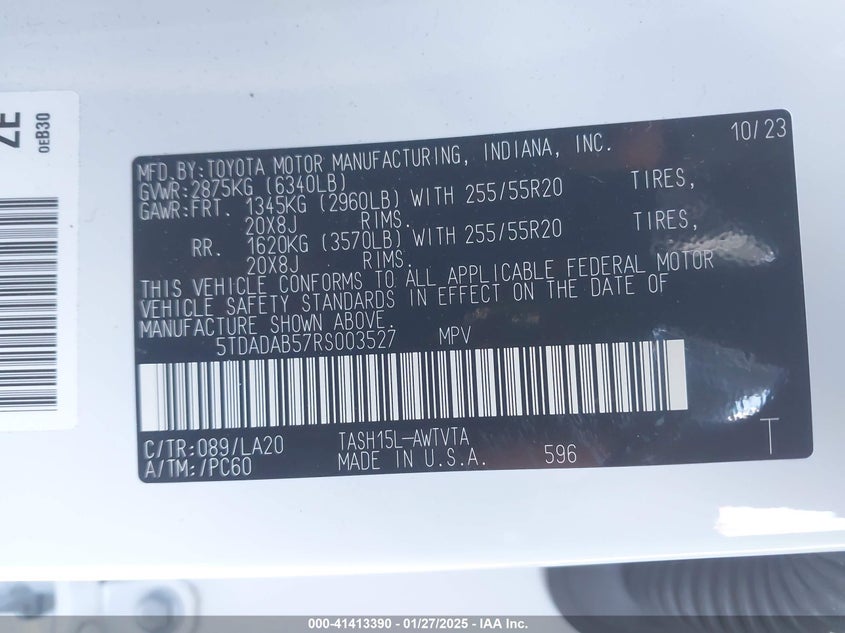 ZE
0EB30
10/23
MFD.BY:TOYOTA MOTOR MANUFACTURING, INDIANA, INC.
GVWR:2875KG (6340LB)
GAWR:FRT. 1345KG (2960LB) WITH 255/55R20 TIRES,
20X8J RIMS.
RR. 1620KG (3570LB) WITH 255/55R20 TIRES,
20X8J RIMS.
THIS VEHICLE CONFORMS TO ALL APPLICABLE FEDERAL MOTOR
VEHICLE SAFETY STANDARDS IN EFFECT ON THE DATE OF
MANUFACTURE SHOWN ABOVE.
5TDADAB57RS003527 MPV
C/TR:089/LA20 TASH15L-AWTVTA
A/TM:/PC60 MADE IN U.S.A. 596 T
000-41413390 - 01/27/2025 - IAA Inc.